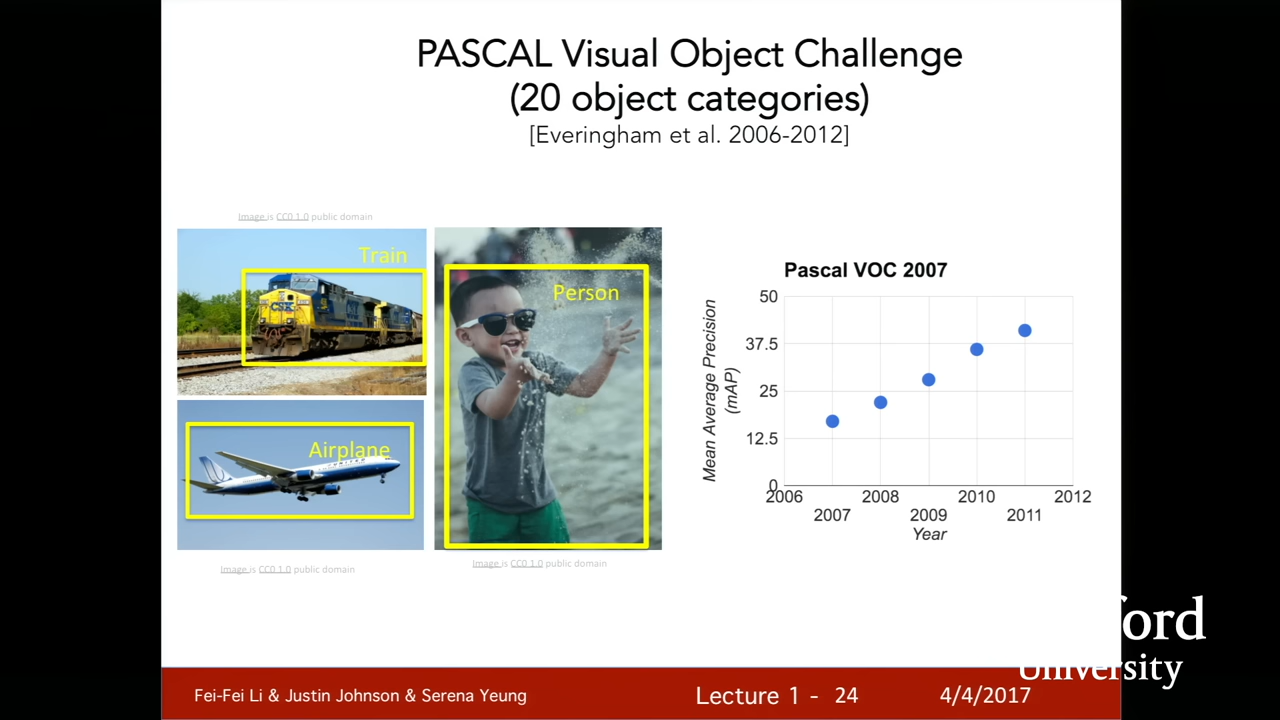 PASCAL Visual Object Challenge
(20 object categories)
[Everingham et al. 2006-2012]
Image is CC0 1.0 public domain
Train
CSX
Airplane
Image is CC0 1.0 public domain
Person
Image is CC0 1.0 public domain
Pascal VOC 2007
Mean Average Precision
(mAP)
50
37.5
25
12.5
0
2006 2008 2010 2012
2007 2009 2011
Year
ford
University
Fei-Fei Li & Justin Johnson & Serena Yeung
Lecture 1 - 24
4/4/2017